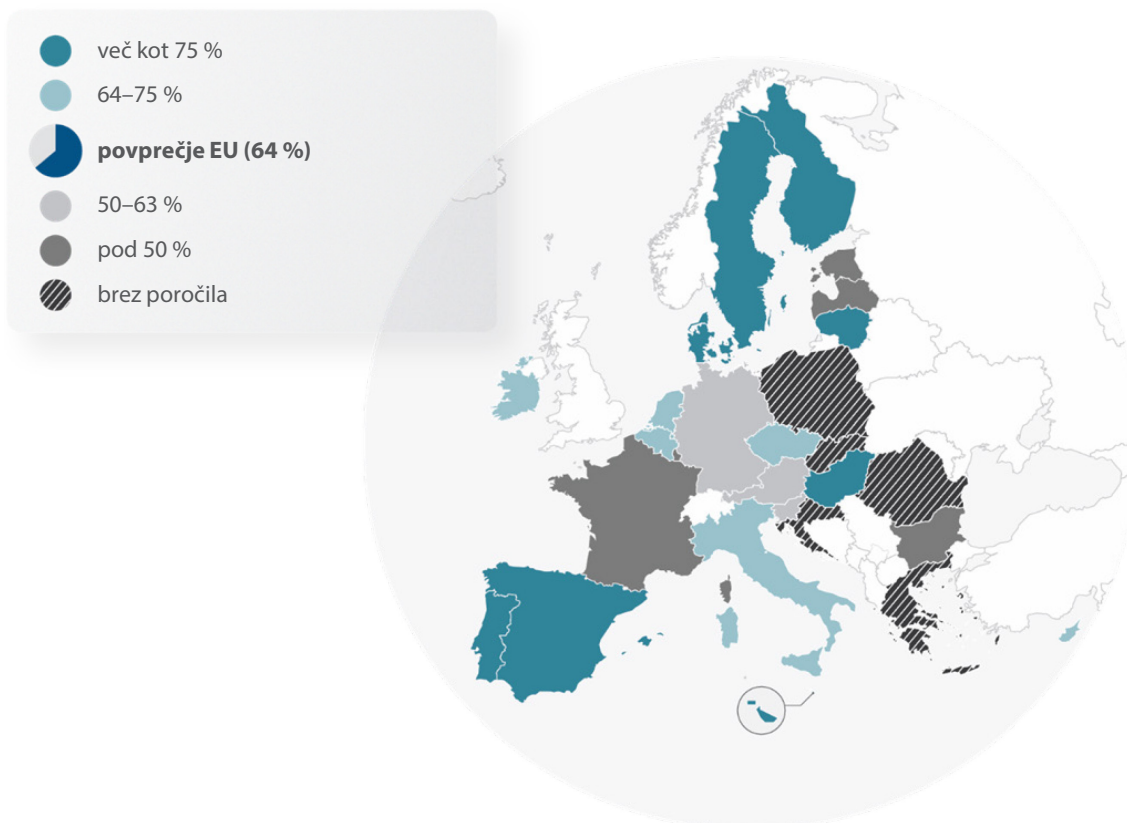 več kot 75 %
64–75 %
povprečje EU (64 %)
50–63 %
pod 50 %
brez poročila